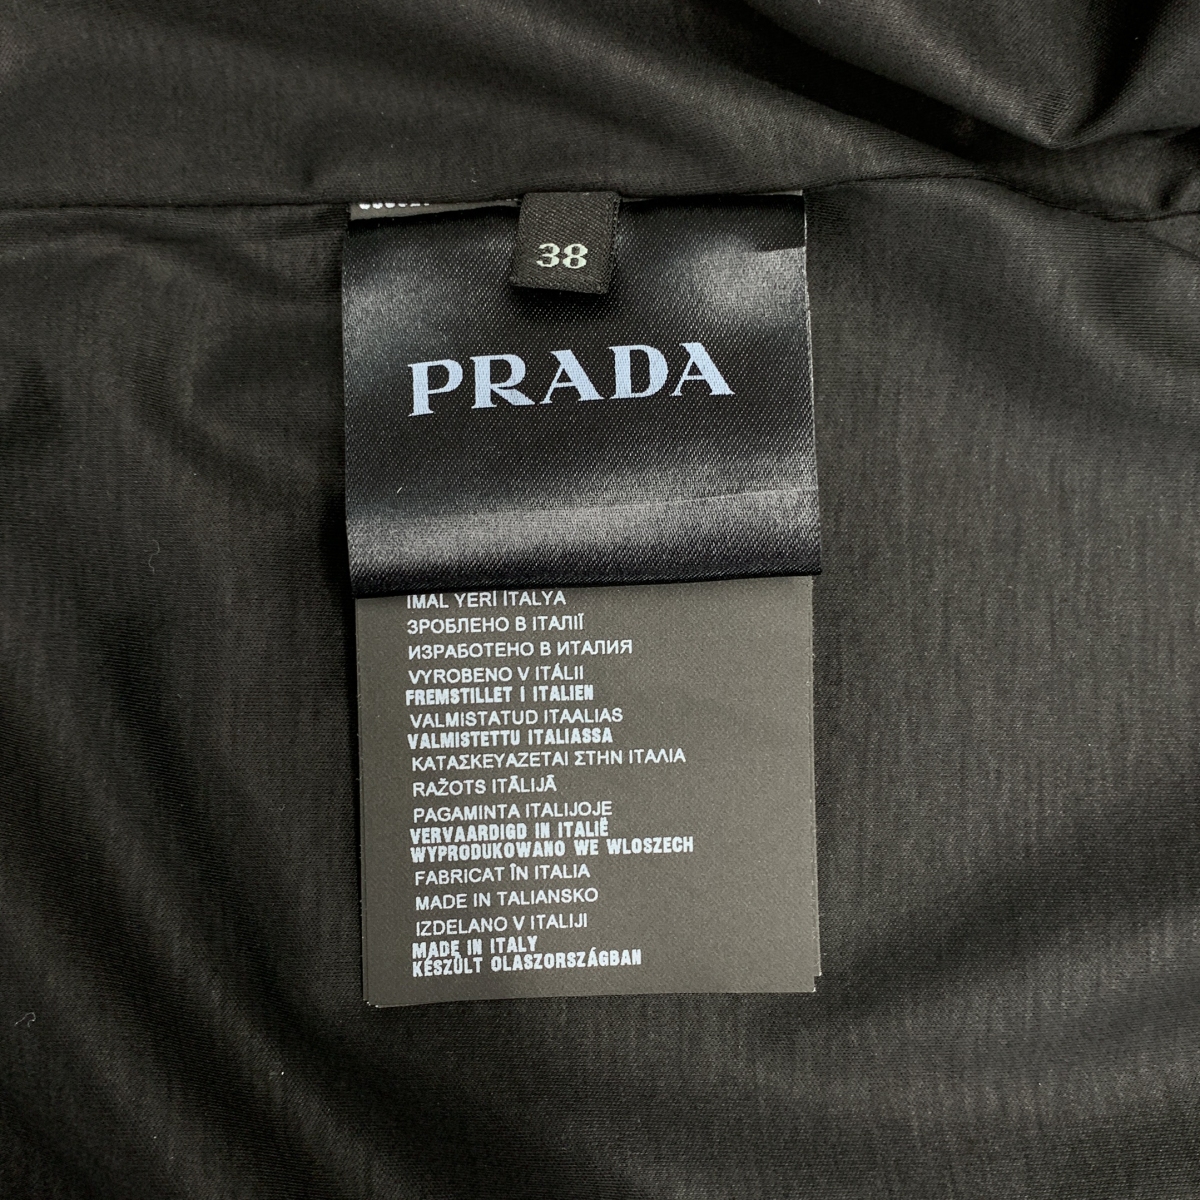 38
PRADA
IMAL YERİ İTALYA
ЗРОБЛЕНО В ІТАЛІЇ
ИЗРАБОТЕНО В ИТАЛИЯ
VYROBENO V ITÁLII
FREMSTILLET I ITALIEN
VALMISTATUD ITAALIAS
VALMISTETTU ITALIASSA
ΚΑΤΑΣΚΕΥΑΖΕΤΑΙ ΣΤΗΝ ΙΤΑΛΙΑ
RAŽOTS ITĀLIJĀ
PAGAMINTA ITALIJOJE
VERVAARDIGD IN ITALIË
WYPRODUKOWANO WE WLOSZECH
FABRICAT ÎN ITALIA
MADE IN TALIANSKO
IZDELANO V ITALIJI
MADE IN ITALY
KÉSZÜLT OLASZORSZÁGBAN